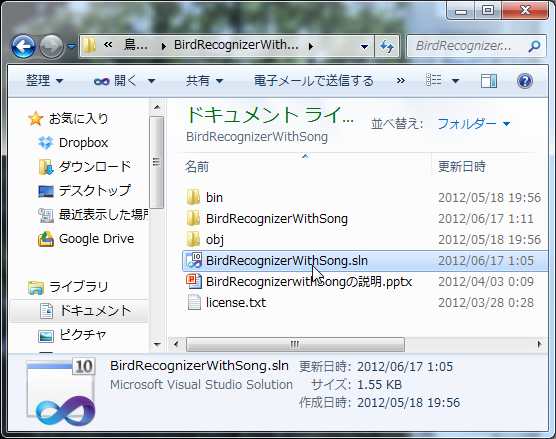 « 鳥... ▸ BirdRecognizerWith... ▸
BirdRecognizer...
整理 開く 共有 電子メールで送信する »
お気に入り
Dropbox
ダウンロード
デスクトップ
最近表示した場所
Google Drive
ライブラリ
ドキュメント
ピクチャ
ドキュメント ライ...
BirdRecognizerWithSong
並べ替え: フォルダー
名前 更新日時
bin 2012/05/18 19:56
BirdRecognizerWithSong 2012/06/17 1:11
obj 2012/05/18 19:56
BirdRecognizerWithSong.sln 2012/06/17 1:05
BirdRecognizerwithSongの説明.pptx 2012/04/03 0:09
license.txt 2012/03/28 0:28
10
BirdRecognizerWithSong.sln 更新日時: 2012/06/17 1:05
Microsoft Visual Studio Solution サイズ: 1.55 KB
作成日時: 2012/05/18 19:56